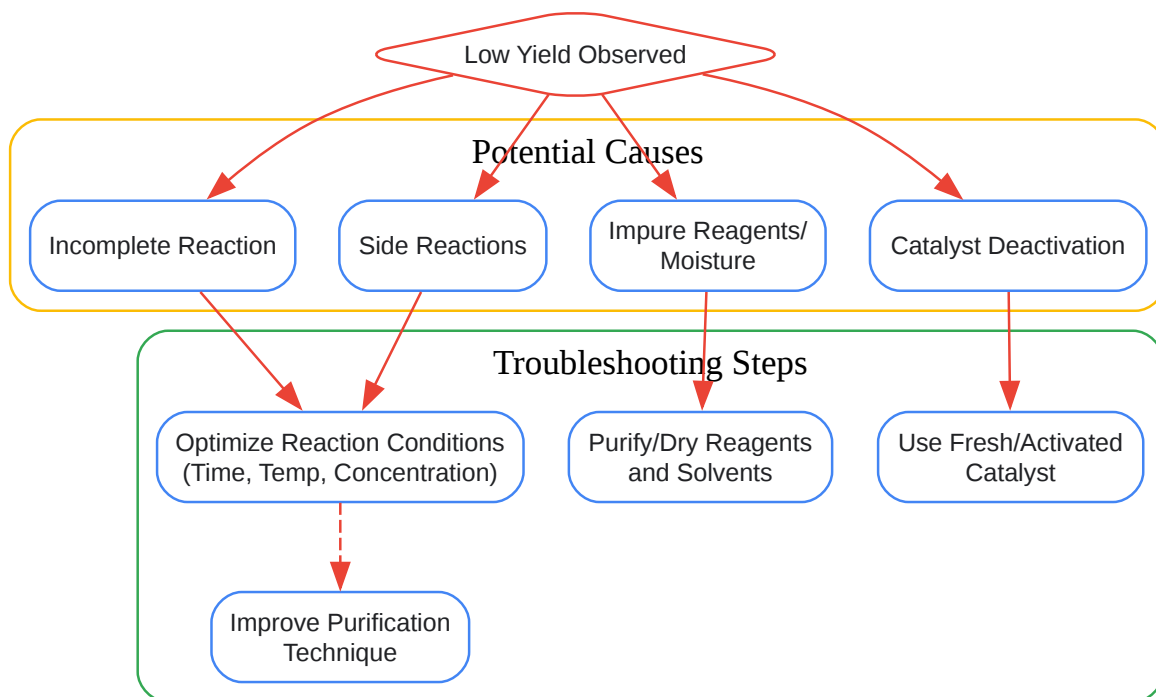 Low Yield Observed
Potential Causes
Incomplete Reaction
Side Reactions
Impure Reagents/
Moisture
Catalyst Deactivation
Troubleshooting Steps
Optimize Reaction Conditions
(Time, Temp, Concentration)
Purify/Dry Reagents
and Solvents
Use Fresh/Activated
Catalyst
Improve Purification
Technique